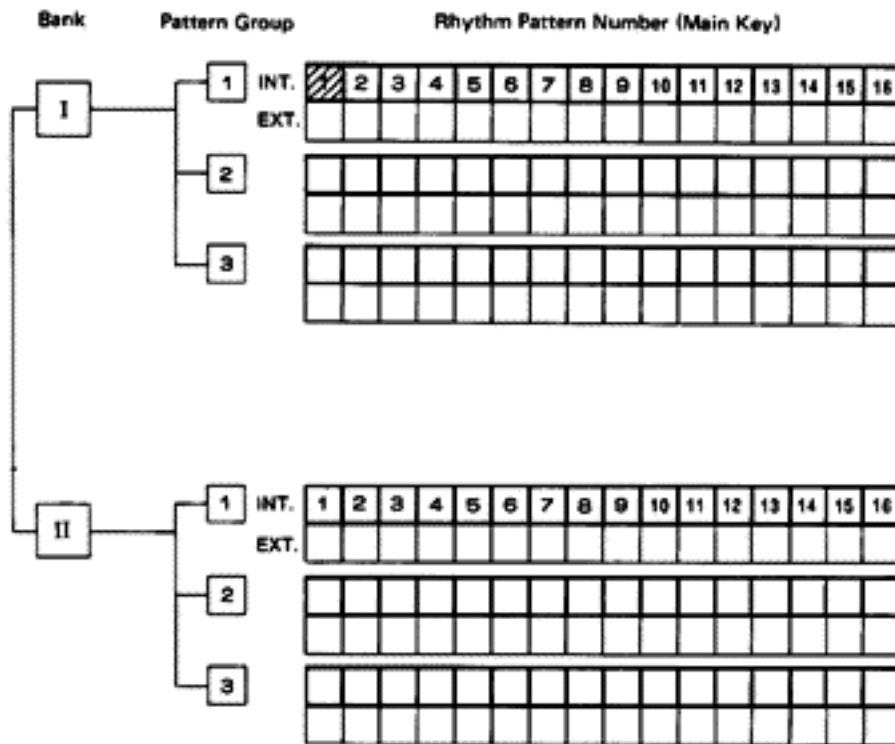 Bank Pattern Group Rhythm Pattern Number (Main Key)
I 1 INT. 1 2 3 4 5 6 7 8 9 10 11 12 13 14 15 16
EXT.
2
3
II 1 INT. 1 2 3 4 5 6 7 8 9 10 11 12 13 14 15 16
EXT.
2
3